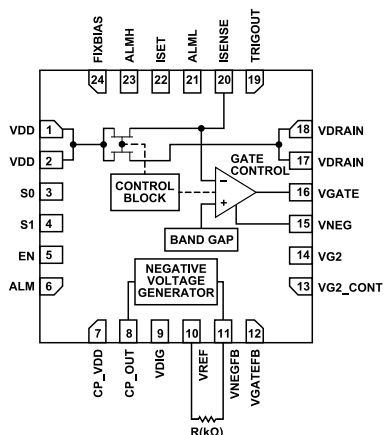 FIXBIAS
ALMH
ISET
ALML
ISENSE
TRIGOUT
24
23
22
21
20
19
VDD 1
VDD 2
S0 3
S1 4
EN 5
ALM 6
18 VDRAIN
17 VDRAIN
16 VGATE
15 VNEG
14 VG2
13 VG2_CONT
GATE
CONTROL
–
+
CONTROL
BLOCK
BAND GAP
NEGATIVE
VOLTAGE
GENERATOR
7
8
9
10
11
12
CP_VDD
CP_OUT
VDIG
VREF
VNEGFB
VGATEFB
R(kΩ)